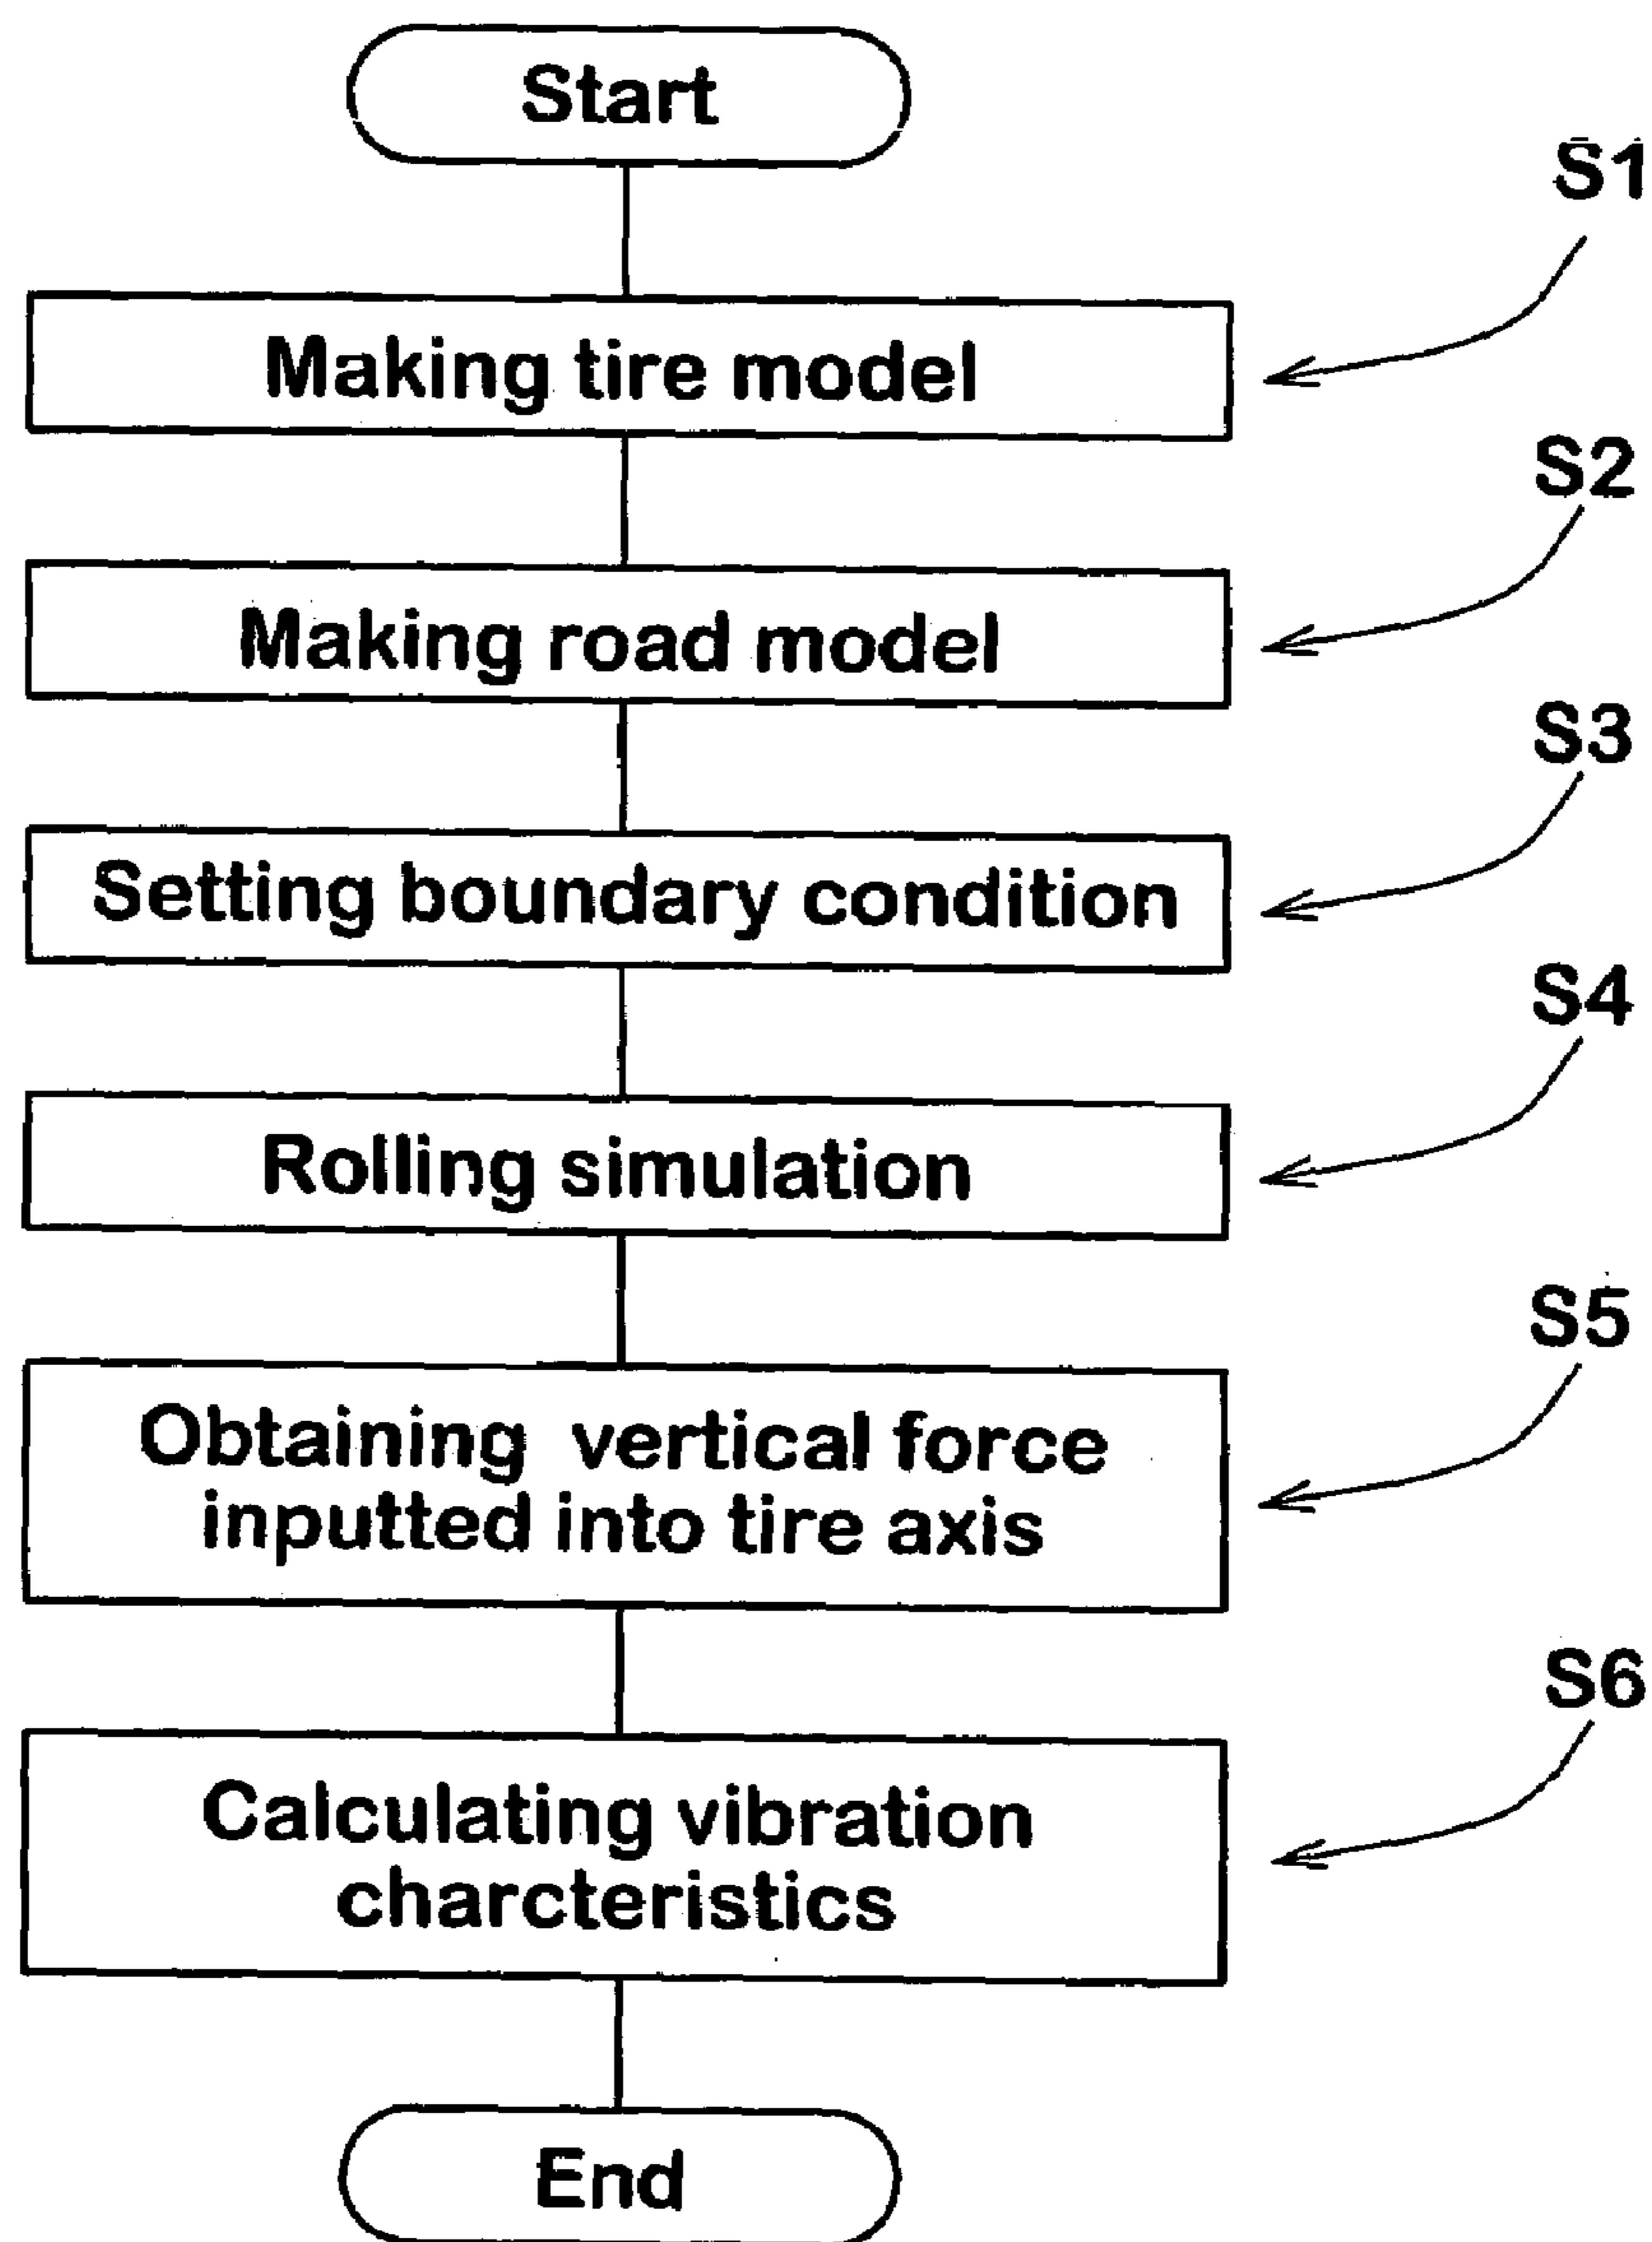 Start
S1
Making tire model
S2
Making road model
S3
Setting boundary condition
S4
Rolling simulation
S5
Obtaining vertical force
inputted into tire axis
S6
Calculating vibration
charcteristics
End